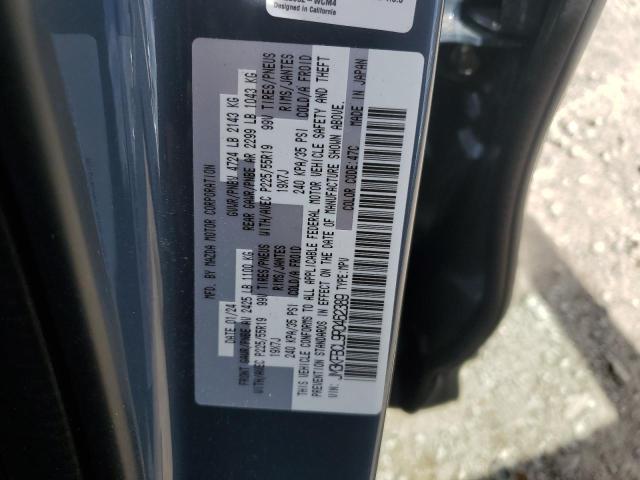 WCM4
Designed in California
MFD. BY MAZDA MOTOR CORPORATION
DATE: 01/24 GVWR/PNBV 4724 LB 2143 KG
FRONT GAWR/PNBE AV 2425 LB 1100 KG REAR GAWR/PNBE AR 2299 LB 1043 KG
WITH/AVEC P225/55R19 99V TIRES/PNEUS WITH/AVEC P225/55R19 99V TIRES/PNEUS
19X7J RIMS/JANTES 19X7J RIMS/JANTES
240 KPA/35 PSI COLD/A FROID 240 KPA/35 PSI COLD/A FROID
THIS VEHICLE CONFORMS TO ALL APPLICABLE FEDERAL MOTOR VEHICLE SAFETY AND THEFT
PREVENTION STANDARDS IN EFFECT ON THE DATE OF MANUFACTURE SHOWN ABOVE.
VIN: JM3KFBCL9R0462389 TYPE: MPV COLOR CODE: 47C MADE IN JAPAN